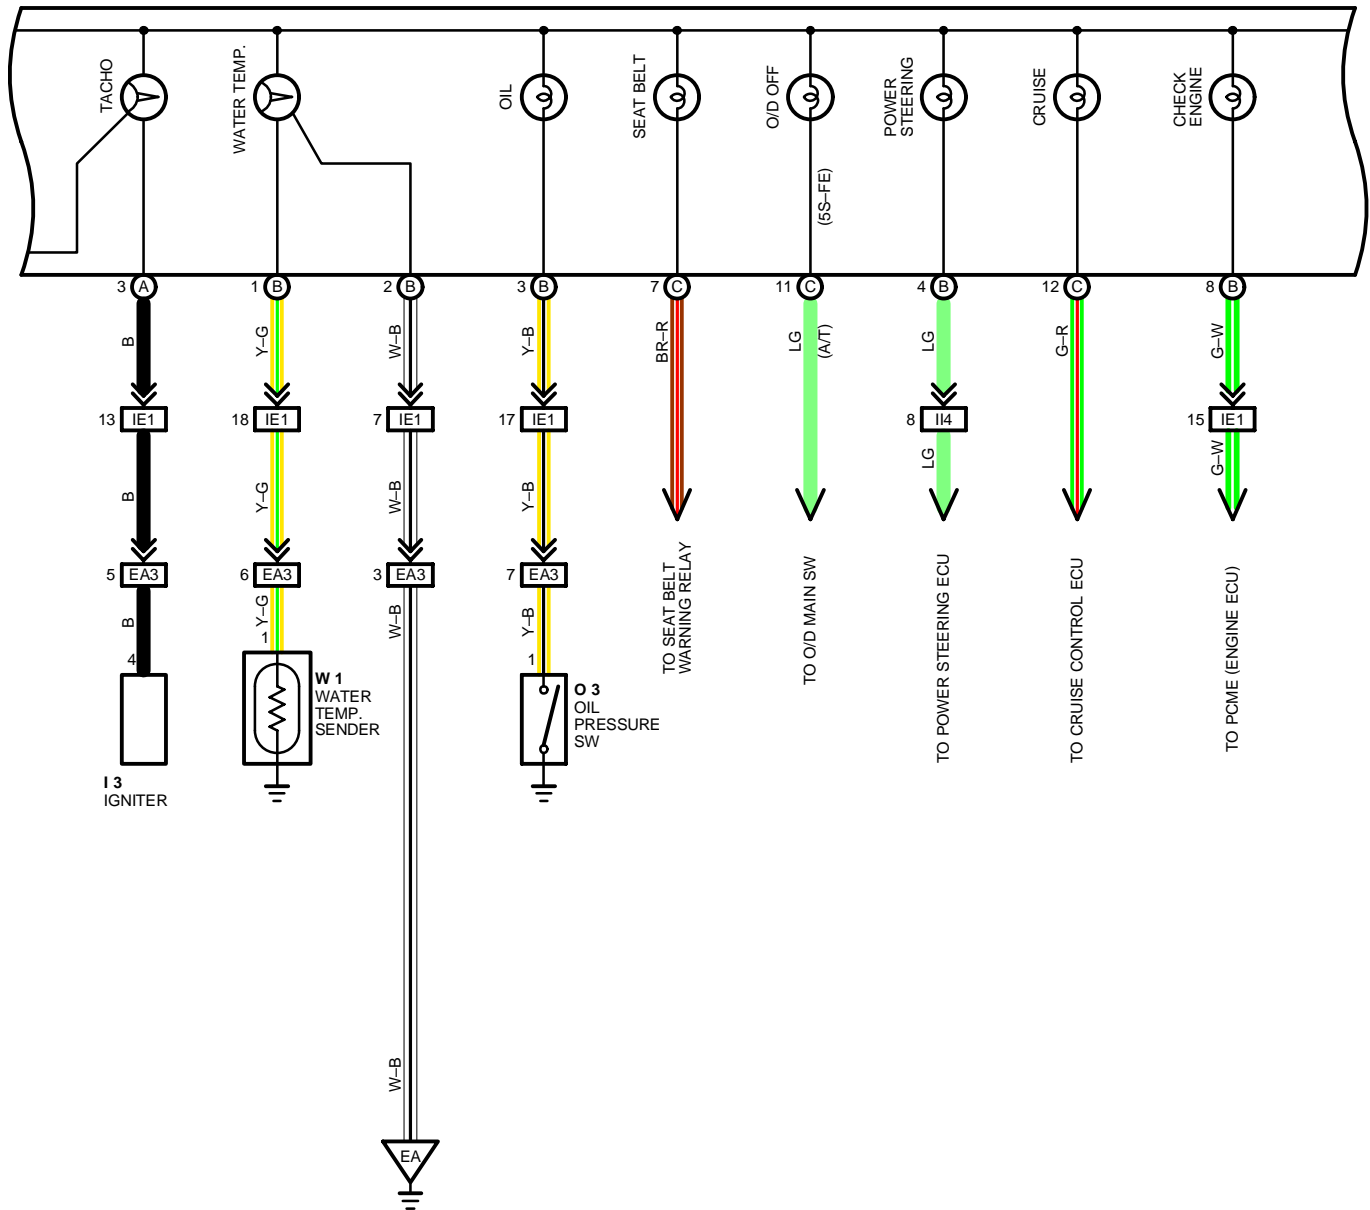 TACHO
WATER TEMP.
OIL
SEAT BELT
O/D OFF
(5S–FE)
POWER
STEERING
CRUISE
CHECK
ENGINE
3 A
1 B
2 B
3 B
7 C
11 C
4 B
12 C
8 B
B
Y–G
W–B
Y–B
BR–R
LG
(A/T)
LG
G–R
G–W
13 IE1
18 IE1
7 IE1
17 IE1
8 II4
15 IE1
B
Y–G
W–B
Y–B
LG
G–W
5 EA3
6 EA3
3 EA3
7 EA3
B
Y–G
W–B
Y–B
4
1
1
TO SEAT BELT
WARNING RELAY
TO O/D MAIN SW
TO POWER STEERING ECU
TO CRUISE CONTROL ECU
TO PCME (ENGINE ECU)
I 3
IGNITER
W 1
WATER
TEMP.
SENDER
O 3
OIL
PRESSURE
SW
W–B
EA